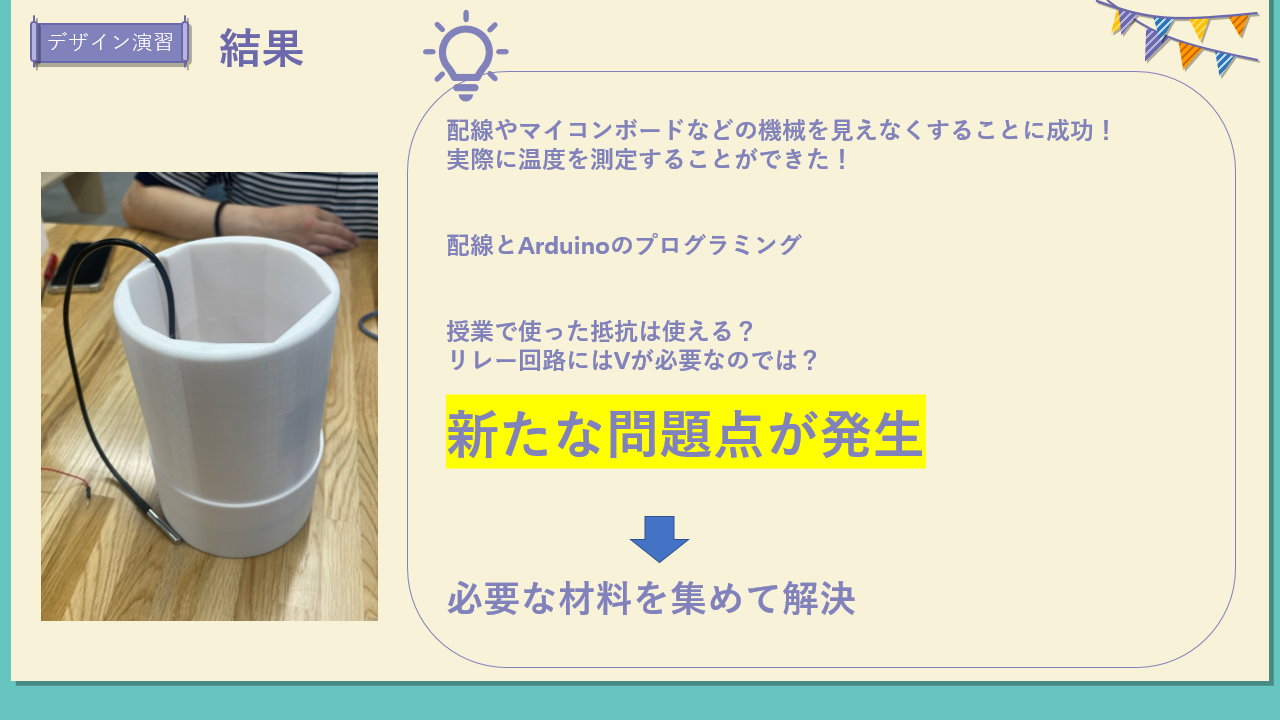 デザイン演習
結果
配線やマイコンボードなどの機械を見えなくすることに成功！
実際に温度を測定することができた！
配線とArduinoのプログラミング
授業で使った抵抗は使える？
リレー回路にはVが必要なのでは？
新たな問題点が発生
必要な材料を集めて解決